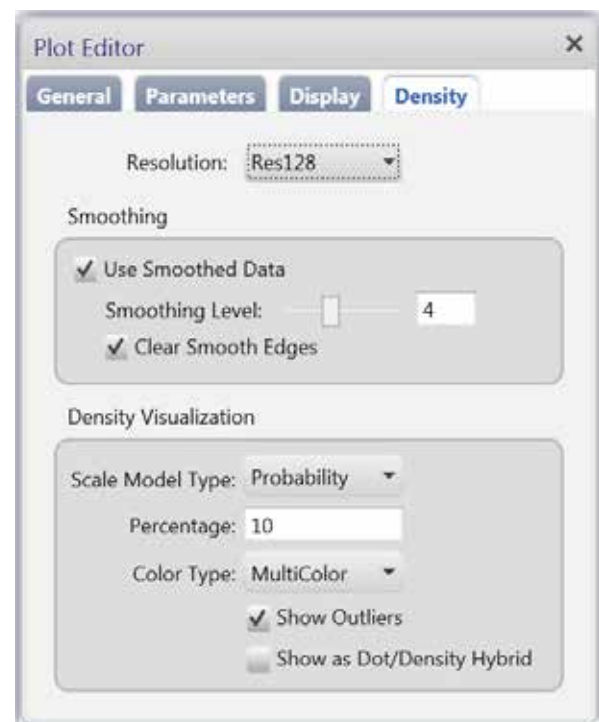 Plot Editor
General Parameters Display Density
Resolution: Res128
Smoothing
Use Smoothed Data
Smoothing Level: 4
Clear Smooth Edges
Density Visualization
Scale Model Type: Probability
Percentage: 10
Color Type: MultiColor
Show Outliers
Show as Dot/Density Hybrid